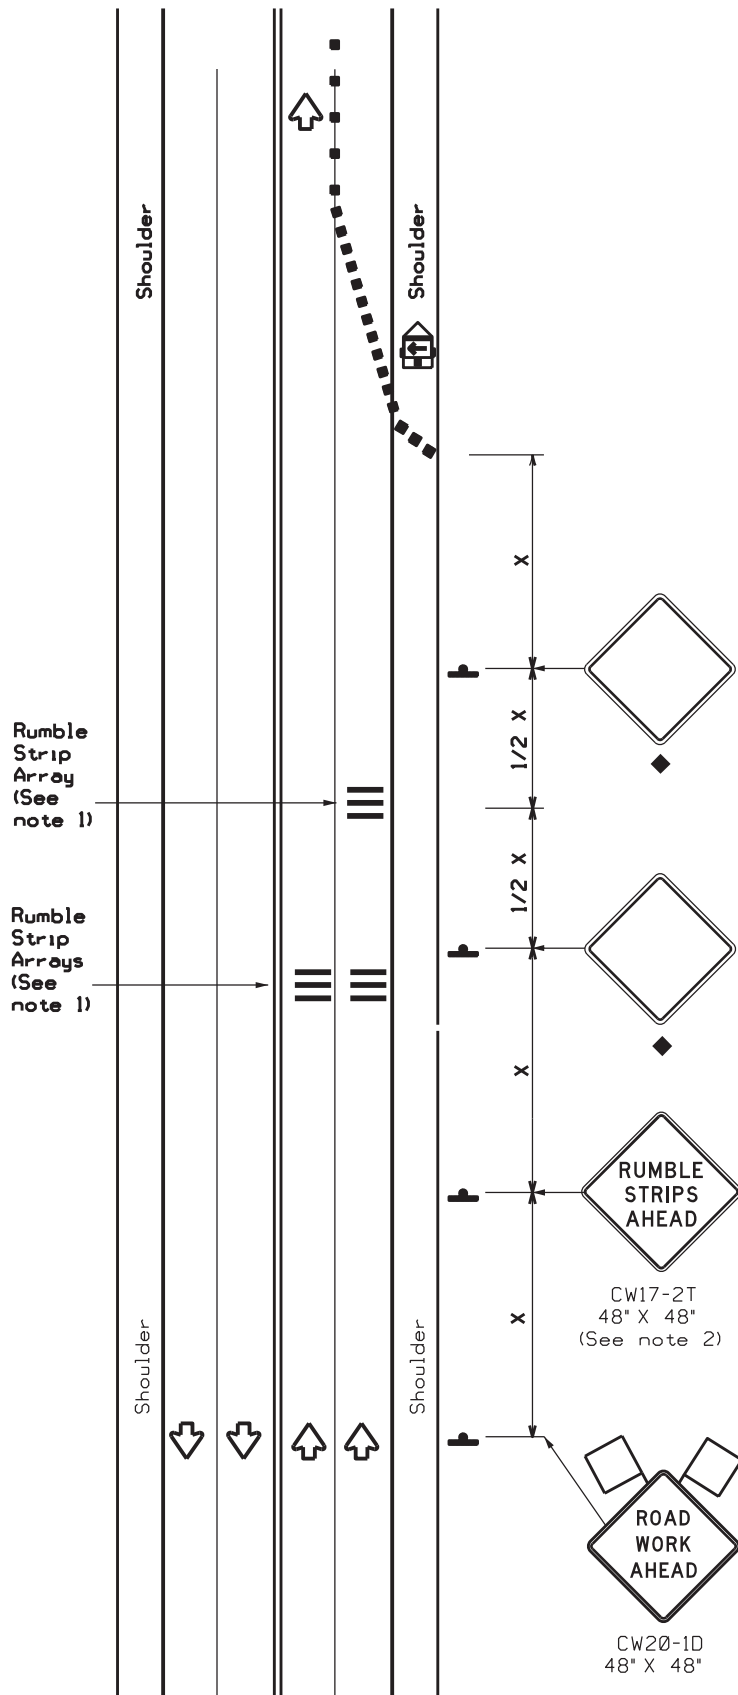 Shoulder
Shoulder
X
1/2 X
Rumble
Strip
Array
(See
note 1)
1/2 X
Rumble
Strip
Arrays
(See
note 1)
X
RUMBLE
STRIPS
AHEAD
CW17-2T
48" X 48"
(See note 2)
X
Shoulder
Shoulder
ROAD
WORK
AHEAD
CW20-1D
48" X 48"